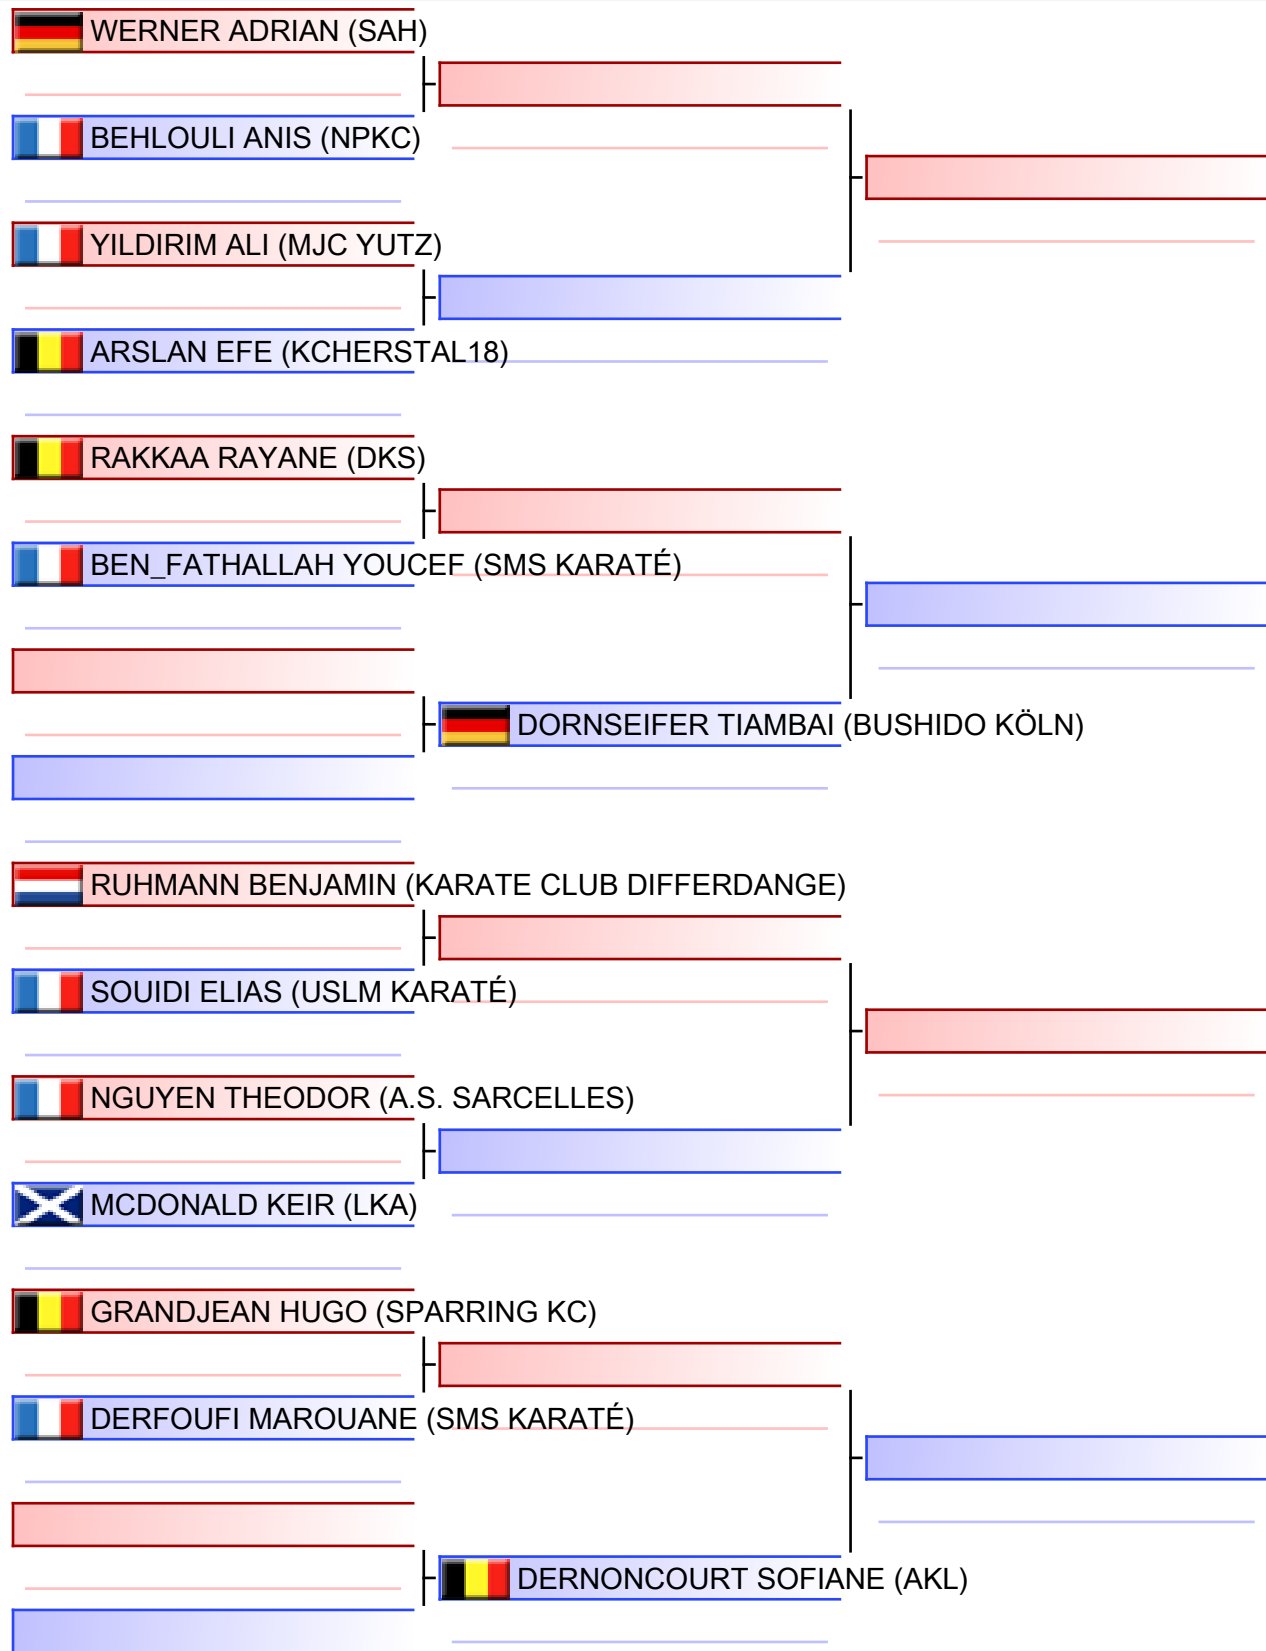 WERNER ADRIAN (SAH)
BEHLOULI ANIS (NPKC)
YILDIRIM ALI (MJC YUTZ)
ARSLAN EFE (KCHERSTAL18)
RAKKAA RAYANE (DKS)
BEN_FATHALLAH YOUCEF (SMS KARATÉ)
DORNSEIFER TIAMBAI (BUSHIDO KÖLN)
RUHMANN BENJAMIN (KARATE CLUB DIFFERDANGE)
SOUIDI ELIAS (USLM KARATÉ)
NGUYEN THEODOR (A.S. SARCELLES)
MCDONALD KEIR (LKA)
GRANDJEAN HUGO (SPARRING KC)
DERFOUFI MAROUANE (SMS KARATÉ)
DERNONCOURT SOFIANE (AKL)